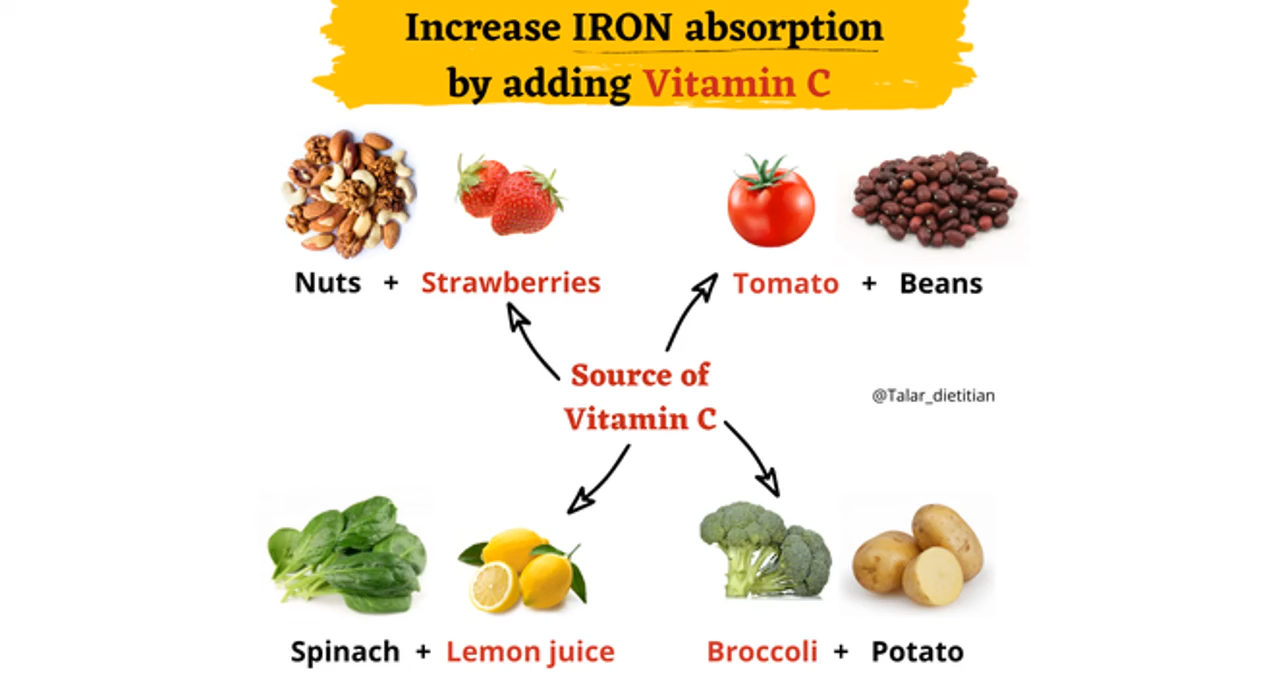 Increase IRON absorption
by adding Vitamin C
Nuts + Strawberries
Tomato + Beans
Source of
Vitamin C
@Talar_dietitian
Spinach + Lemon juice
Broccoli + Potato